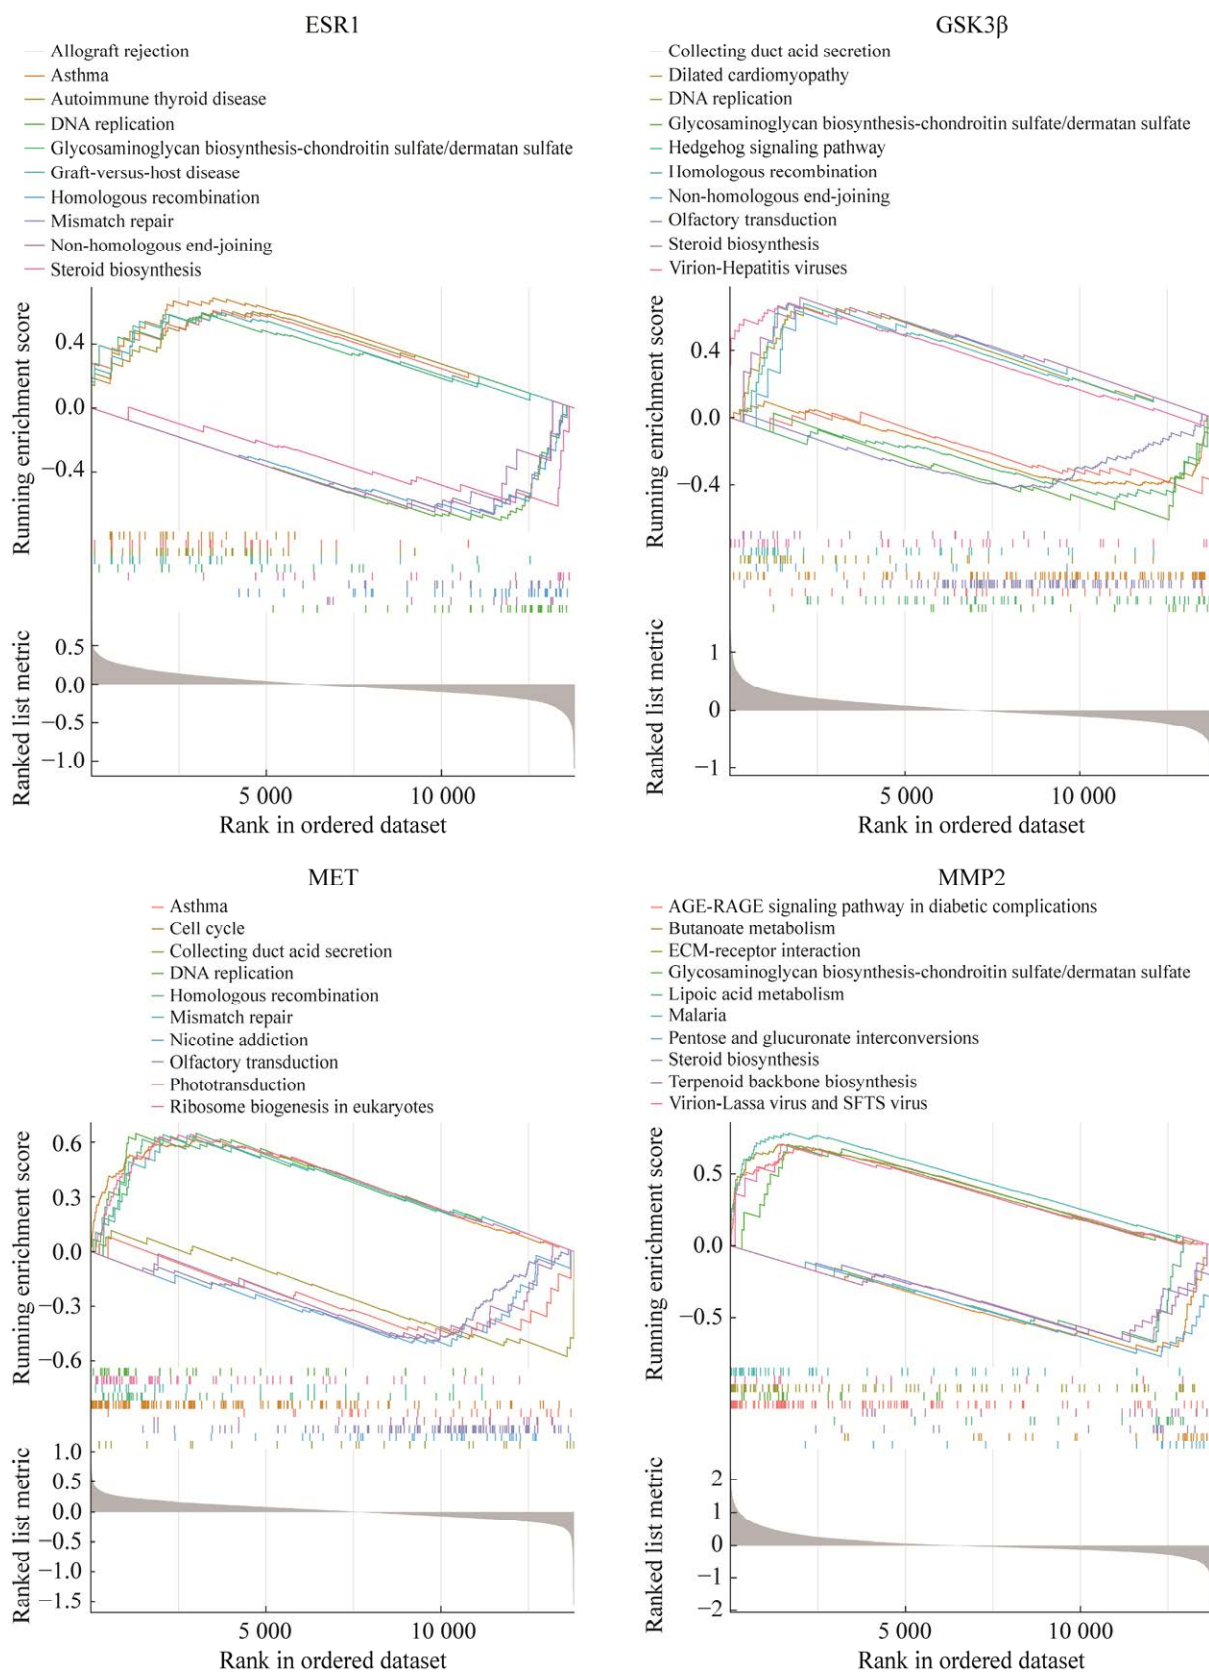 ESR1
Allograft rejection
Asthma
Autoimmune thyroid disease
DNA replication
Glycosaminoglycan biosynthesis-chondroitin sulfate/dermatan sulfate
Graft-versus-host disease
Homologous recombination
Mismatch repair
Non-homologous end-joining
Steroid biosynthesis
Running enrichment score
0.4
0.0
−0.4
Ranked list metric
0.5
0.0
−0.5
−1.0
5 000
10 000
Rank in ordered dataset
GSK3β
Collecting duct acid secretion
Dilated cardiomyopathy
DNA replication
Glycosaminoglycan biosynthesis-chondroitin sulfate/dermatan sulfate
Hedgehog signaling pathway
Homologous recombination
Non-homologous end-joining
Olfactory transduction
Steroid biosynthesis
Virion-Hepatitis viruses
Running enrichment score
0.4
0.0
−0.4
Ranked list metric
1
0
−1
5 000
10 000
Rank in ordered dataset
MET
Asthma
Cell cycle
Collecting duct acid secretion
DNA replication
Homologous recombination
Mismatch repair
Nicotine addiction
Olfactory transduction
Phototransduction
Ribosome biogenesis in eukaryotes
Running enrichment score
0.6
0.3
0.0
−0.3
−0.6
Ranked list metric
1.0
0.5
0.0
−0.5
−1.0
−1.5
5 000
10 000
Rank in ordered dataset
MMP2
AGE-RAGE signaling pathway in diabetic complications
Butanoate metabolism
ECM-receptor interaction
Glycosaminoglycan biosynthesis-chondroitin sulfate/dermatan sulfate
Lipoic acid metabolism
Malaria
Pentose and glucuronate interconversions
Steroid biosynthesis
Terpenoid backbone biosynthesis
Virion-Lassa virus and SFTS virus
Running enrichment score
0.5
0.0
−0.5
Ranked list metric
2
1
0
−1
−2
5 000
10 000
Rank in ordered dataset